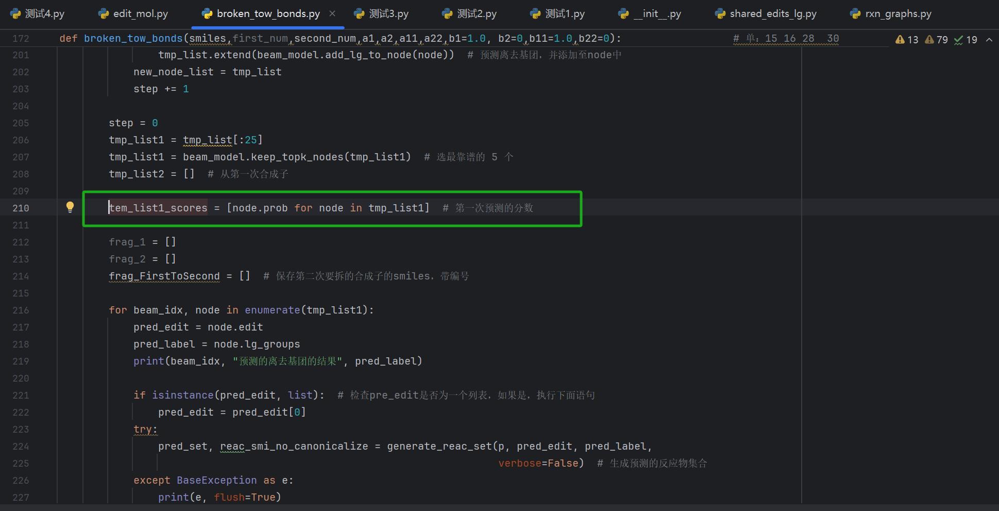 测试4.py edit_mol.py broken_tow_bonds.py × 测试3.py 测试2.py 测试1.py __init__.py shared_edits_lg.py rxn_graphs.py
172 def broken_tow_bonds(smiles,first_num,second_num,a1,a2,a11,a22,b1=1.0, b2=0,b11=1.0,b22=0): # 单：15 16 28  30 13 79 19
201 tmp_list.extend(beam_model.add_lg_to_node(node))  # 预测离去基团，并添加至node中
202 new_node_list = tmp_list
203 step += 1
204
205 step = 0
206 tmp_list1 = tmp_list[:25]
207 tmp_list1 = beam_model.keep_topk_nodes(tmp_list1)  # 选最靠谱的 5 个
208 tmp_list2 = []  # 从第一次合成子
209
210 tem_list1_scores = [node.prob for node in tmp_list1]  # 第一次预测的分数
211
212 frag_1 = []
213 frag_2 = []
214 frag_FirstToSecond = []  # 保存第二次要拆的合成子的smiles，带编号
215
216 for beam_idx, node in enumerate(tmp_list1):
217 pred_edit = node.edit
218 pred_label = node.lg_groups
219 print(beam_idx, "预测的离去基团的结果", pred_label)
220
221 if isinstance(pred_edit, list):  # 检查pre_edit是否为一个列表，如果是，执行下面语句
222 pred_edit = pred_edit[0]
223 try:
224 pred_set, reac_smi_no_canonicalize = generate_reac_set(p, pred_edit, pred_label,
225 verbose=False)  # 生成预测的反应物集合
226 except BaseException as e:
227 print(e, flush=True)